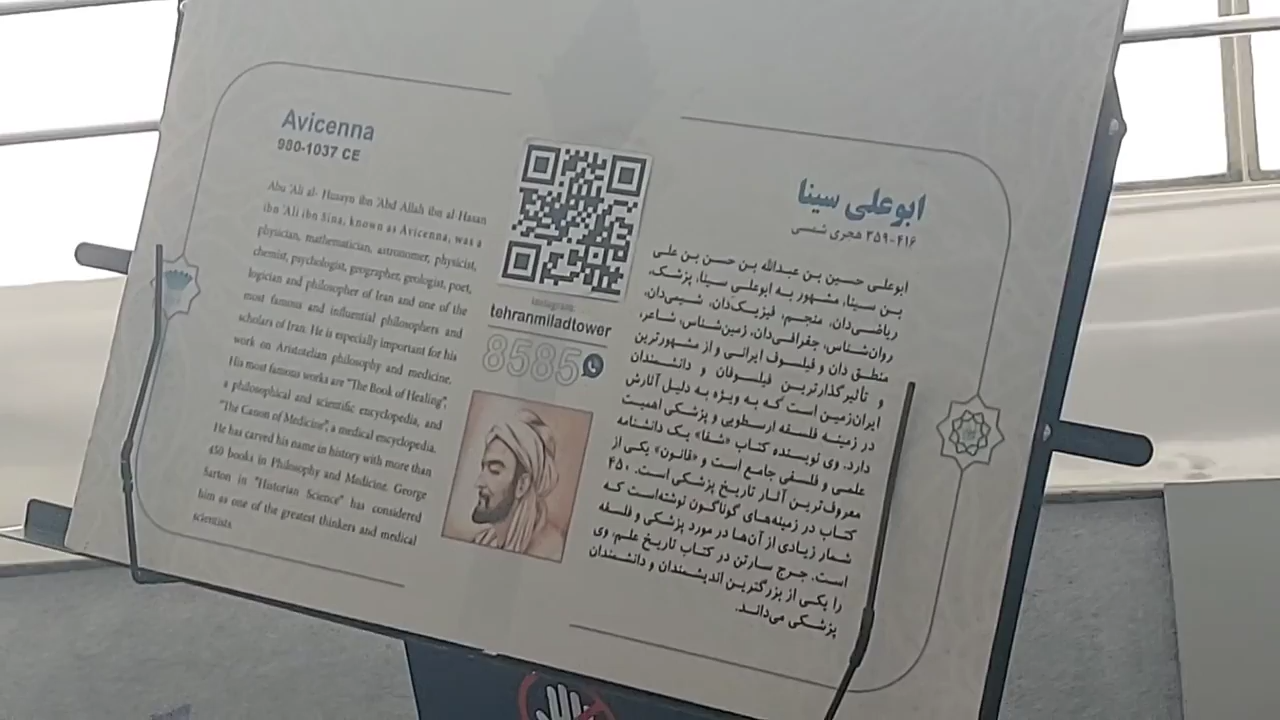 Avicenna
980-1037 CE
Abu 'Ali al- Husayn ibn 'Abd Allah ibn al-Hasan
ibn 'Ali ibn Sina, known as Avicenna, was a
physician, mathematician, astronomer, physicist,
chemist, psychologist, geographer, geologist, poet,
logician and philosopher of Iran and one of the
most famous and influential philosophers and
scholars of Iran. He is especially important for his
work on Aristotelian philosophy and medicine.
His most famous works are "The Book of Healing",
a philosophical and scientific encyclopedia, and
"The Canon of Medicine", a medical encyclopedia.
He has carved his name in history with more than
450 books in Philosophy and Medicine. George
Sarton in "Historian Science" has considered
him as one of the greatest thinkers and medical
scientists.
Instagram:
tehranmiladtower
8585
ابوعلی سینا
۳۵۹-۴۱۶ هجری شمسی
ابوعلی حسین بن عبدالله بن حسن بن علی
بن سینا، مشهور به ابوعلی سینا، پزشک،
ریاضی‌دان، منجم، فیزیک‌دان، شیمی‌دان،
روان‌شناس، جغرافی‌دان، زمین‌شناس، شاعر،
منطق دان و فیلسوف ایرانی و از مشهورترین
و تأثیرگذارترین فیلسوفان و دانشمندان
ایران‌زمین است که به ویژه به دلیل آثارش
در زمینه فلسفه ارسطویی و پزشکی اهمیت
دارد. وی نویسنده کتاب «شفا» یک دانشنامه
علمی و فلسفی جامع است و «قانون» یکی از
معروف‌ترین آثار تاریخ پزشکی است. ۴۵۰
کتاب در زمینه‌های گوناگون نوشته‌است که
شمار زیادی از آن‌ها در مورد پزشکی و فلسفه
است. جرج سارتن در کتاب تاریخ علم، وی
را یکی از بزرگترین اندیشمندان و دانشمندان
پزشکی می‌داند.